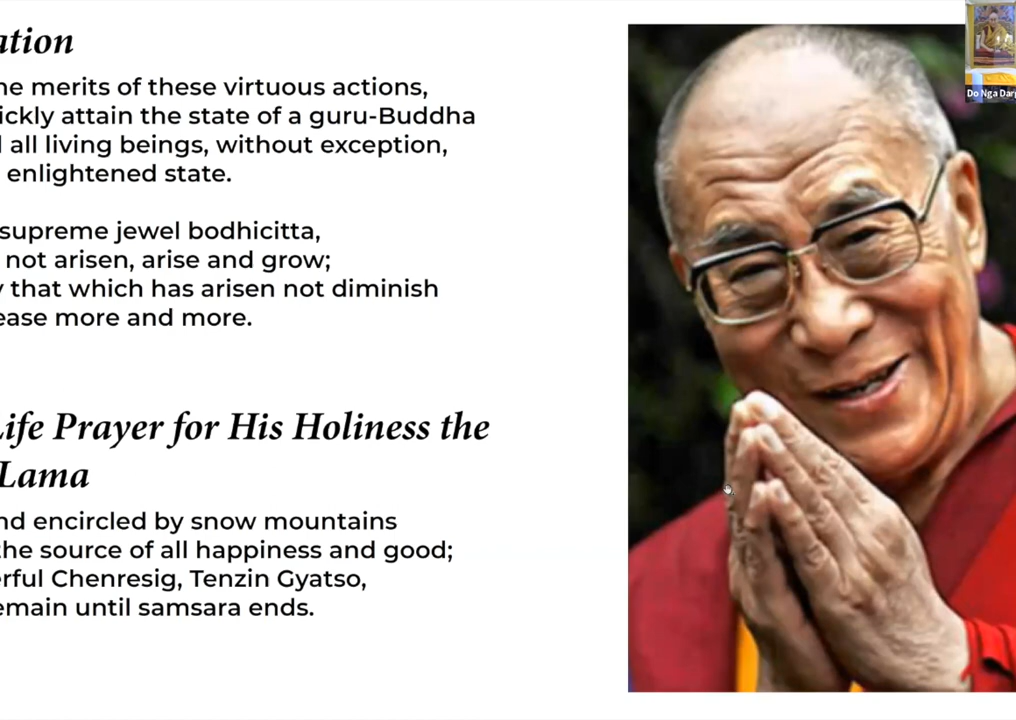 ation
he merits of these virtuous actions,
ickly attain the state of a guru-Buddha
l all living beings, without exception,
enlightened state.
supreme jewel bodhicitta,
not arisen, arise and grow;
y that which has arisen not diminish
ease more and more.
Life Prayer for His Holiness the
Lama
nd encircled by snow mountains
the source of all happiness and good;
erful Chenresig, Tenzin Gyatso,
emain until samsara ends.
Do Nga Darg